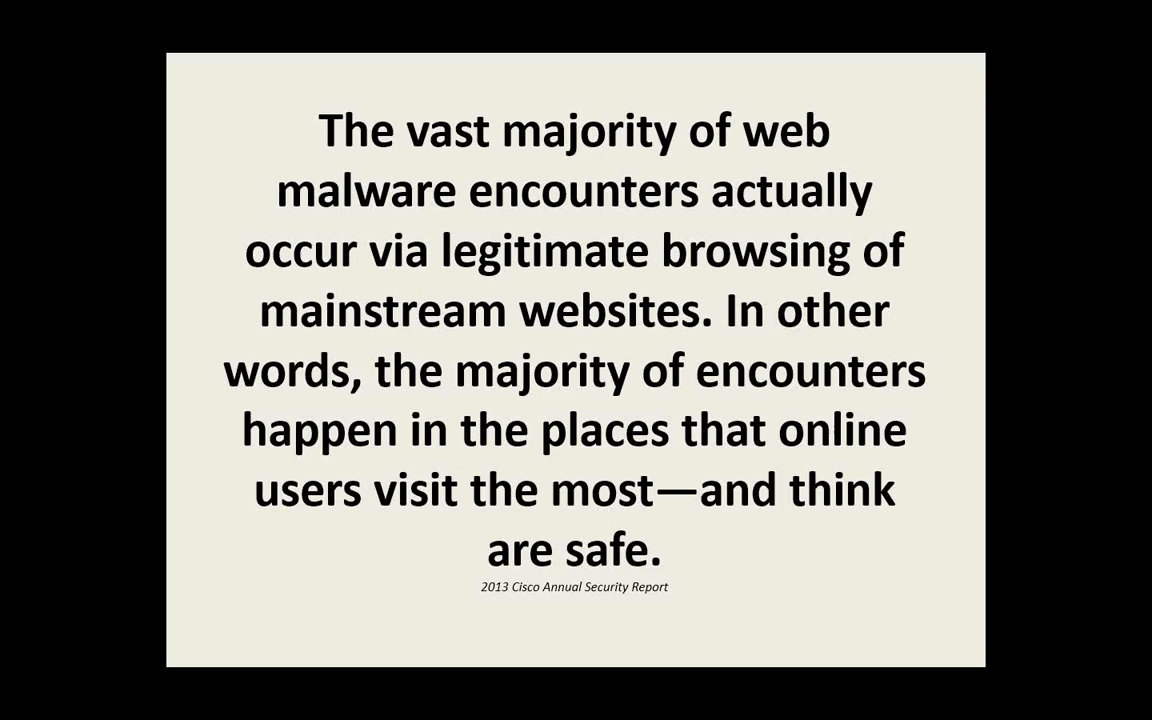 The vast majority of web
malware encounters actually
occur via legitimate browsing of
mainstream websites. In other
words, the majority of encounters
happen in the places that online
users visit the most—and think
are safe.
2013 Cisco Annual Security Report